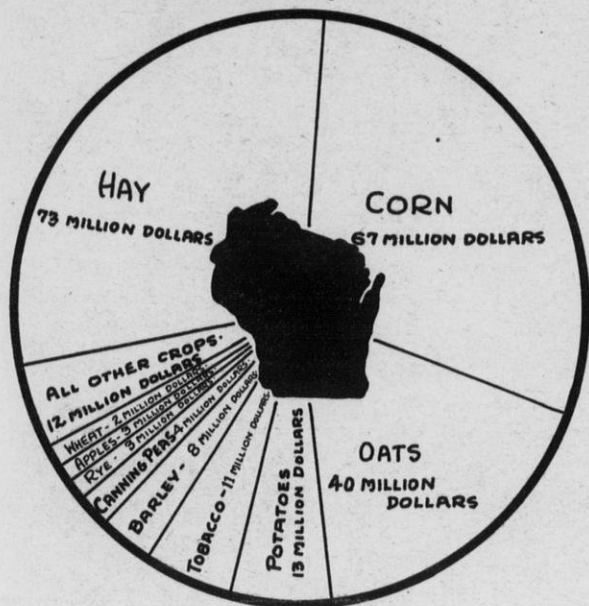 HAY
73 MILLION DOLLARS
CORN
67 MILLION DOLLARS
OATS
40 MILLION
DOLLARS
POTATOES
13 MILLION DOLLARS
TOBACCO-11 MILLION DOLLARS
BARLEY- 8 MILLION DOLLARS
CANNING PEAS-4 MILLION DOLLARS-
RYE- 3 MILLION DOLLARS
APPLES-3 MILLION DOLLARS-
WHEAT-2 MILLION DOLLARS-
ALL OTHER CROPS-
12 MILLION DOLLARS